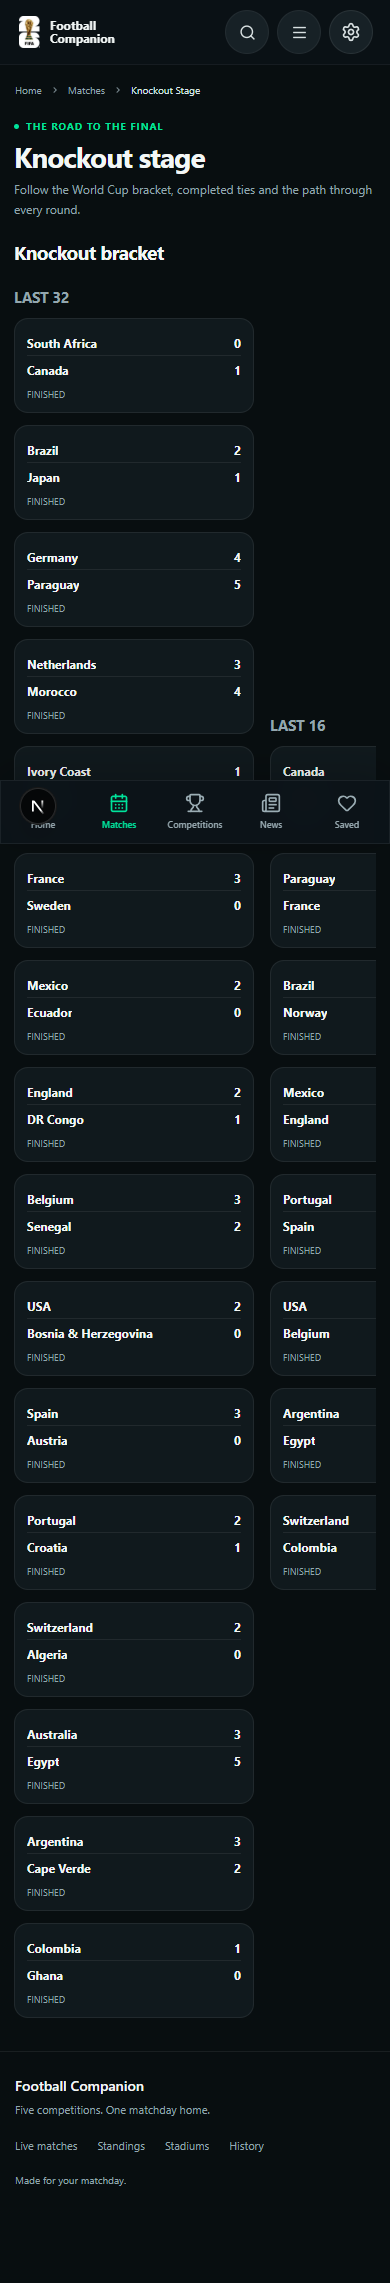 FIFA
Football
Companion
Home > Matches > Knockout Stage
THE ROAD TO THE FINAL
Knockout stage
Follow the World Cup bracket, completed ties and the path through
every round.
Knockout bracket
LAST 32
South Africa 0
Canada 1
FINISHED
Brazil 2
Japan 1
FINISHED
Germany 4
Paraguay 5
FINISHED
Netherlands 3
Morocco 4
FINISHED
Ivory Coast 1
LAST 16
Canada
N
Home
Matches
Competitions
News
Saved
France 3
Sweden 0
FINISHED
Mexico 2
Ecuador 0
FINISHED
England 2
DR Congo 1
FINISHED
Belgium 3
Senegal 2
FINISHED
USA 2
Bosnia & Herzegovina 0
FINISHED
Spain 3
Austria 0
FINISHED
Portugal 2
Croatia 1
FINISHED
Switzerland 2
Algeria 0
FINISHED
Australia 3
Egypt 5
FINISHED
Argentina 3
Cape Verde 2
FINISHED
Colombia 1
Ghana 0
FINISHED
Paraguay
France
FINISHED
Brazil
Norway
FINISHED
Mexico
England
FINISHED
Portugal
Spain
FINISHED
USA
Belgium
FINISHED
Argentina
Egypt
FINISHED
Switzerland
Colombia
FINISHED
Football Companion
Five competitions. One matchday home.
Live matches Standings Stadiums History
Made for your matchday.